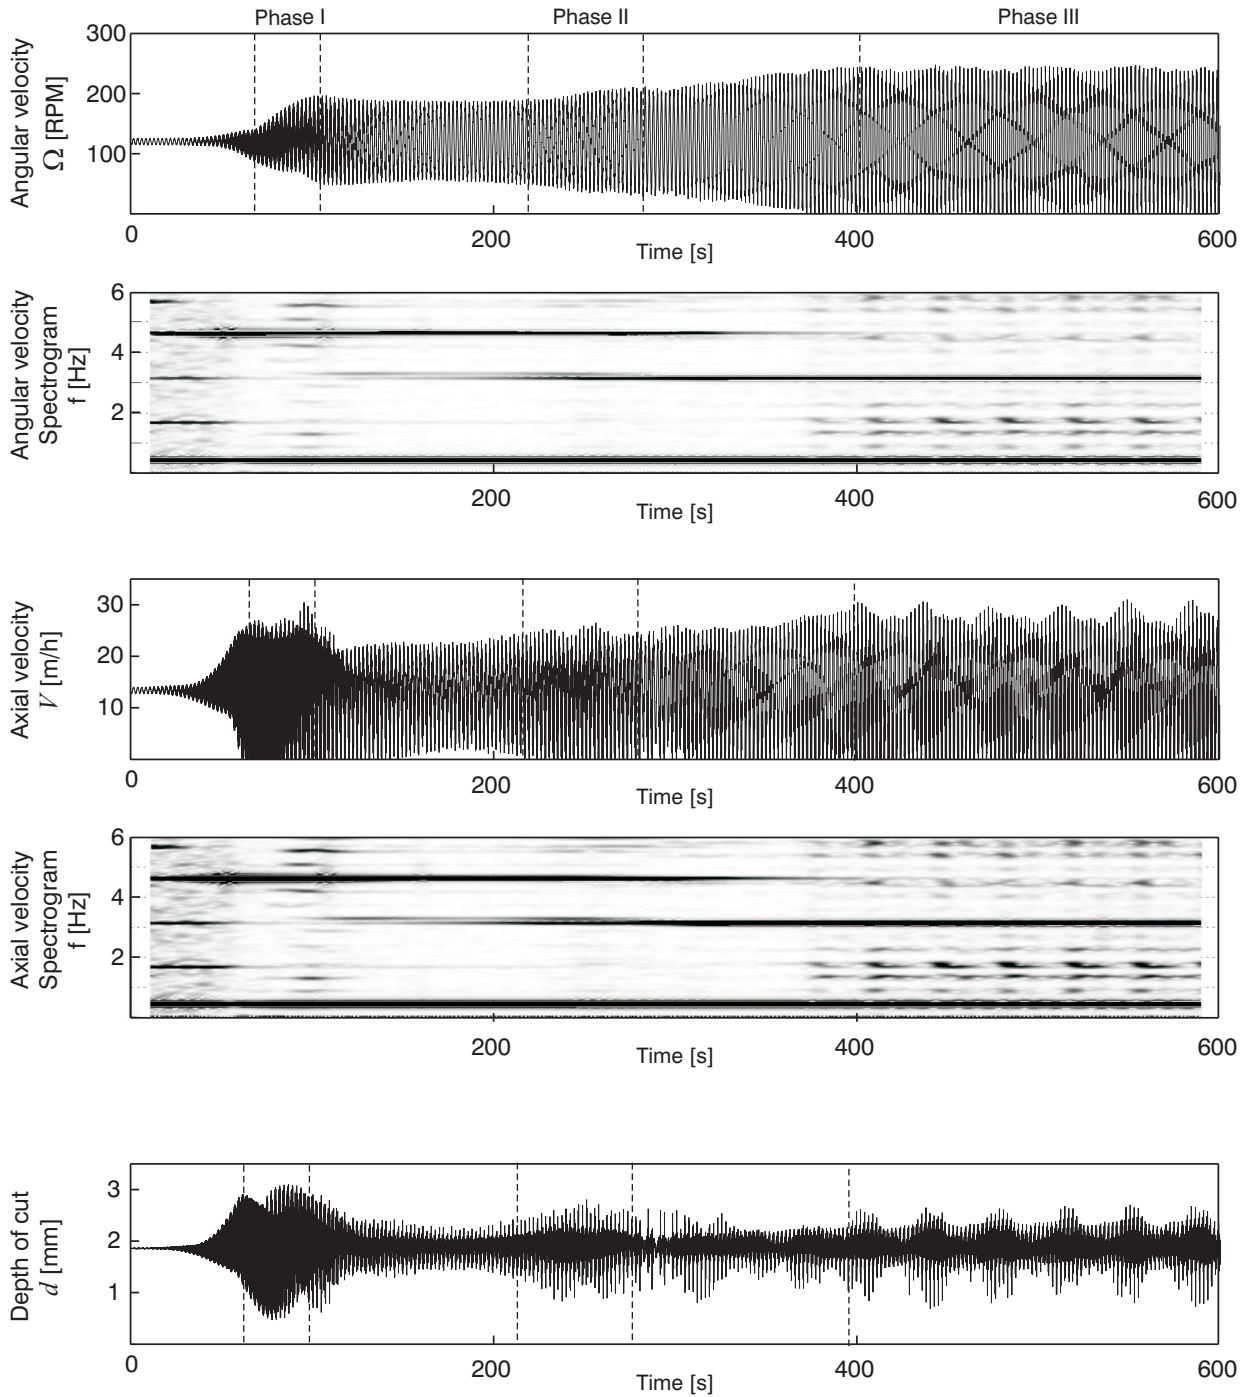 Phase I Phase II Phase III
Angular velocity
Ω [RPM]
300
200
100
0 200 400 600
Time [s]
Angular velocity
Spectrogram
f [Hz]
6
4
2
200 400 600
Time [s]
Axial velocity
V [m/h]
30
20
10
0 200 400 600
Time [s]
Axial velocity
Spectrogram
f [Hz]
6
4
2
200 400 600
Time [s]
Depth of cut
d [mm]
3
2
1
0 200 400 600
Time [s]